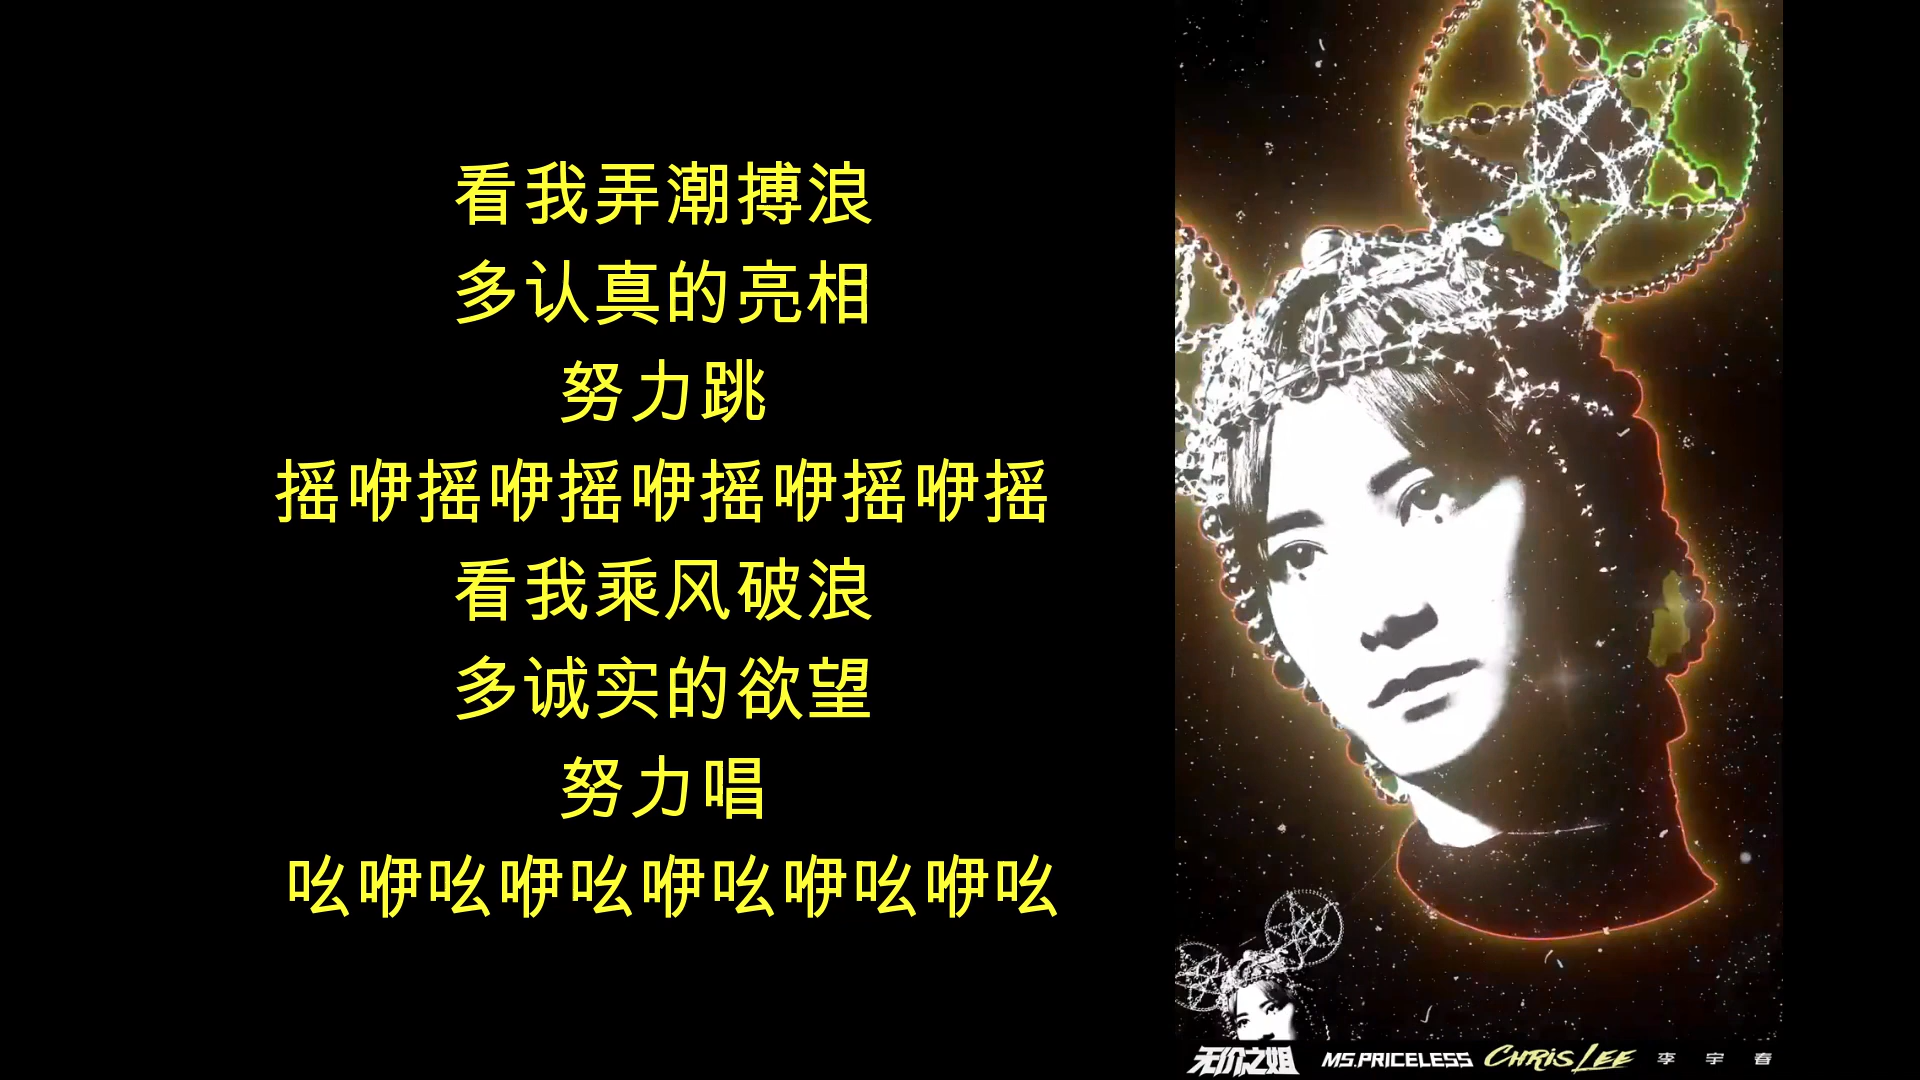 看我弄潮搏浪
多认真的亮相
努力跳
摇咿摇咿摇咿摇咿摇咿摇
看我乘风破浪
多诚实的欲望
努力唱
吆咿吆咿吆咿吆咿吆咿吆
无价之姐 MS.PRICELESS CHRIS LEE 李宇春